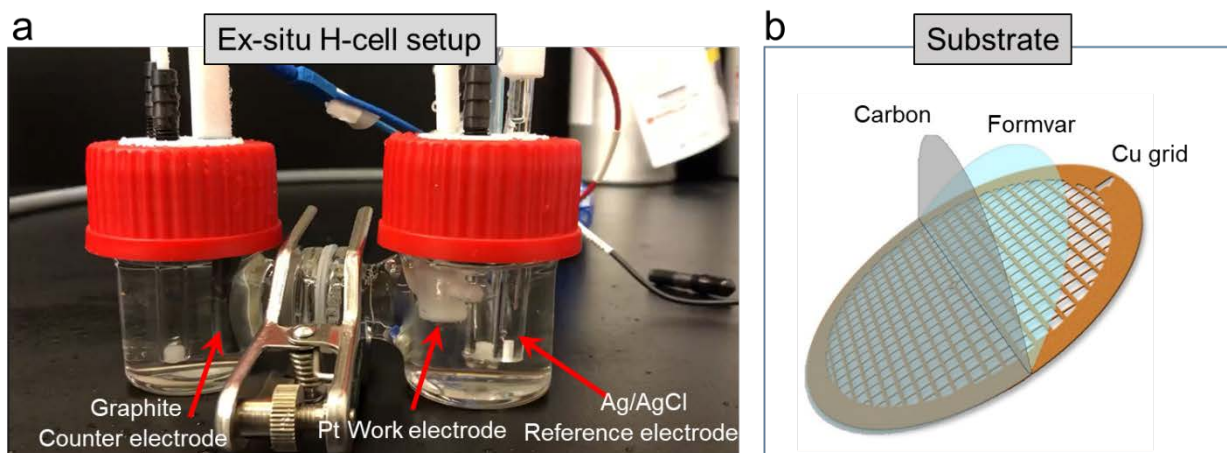 a
Ex-situ H-cell setup
Graphite
Counter electrode
Pt Work electrode
Ag/AgCl
Reference electrode
b
Substrate
Carbon
Formvar
Cu grid